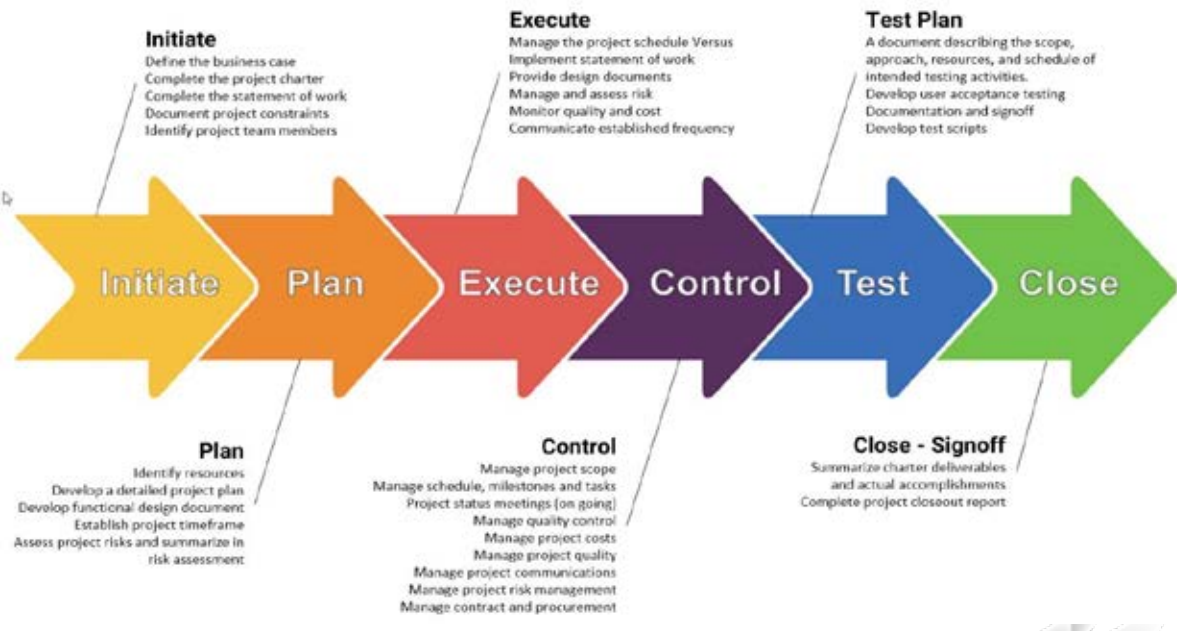 Initiate
Define the business case
Complete the project charter
Complete the statement of work
Document project constraints
Identify project team members
Execute
Manage the project schedule Versus
Implement statement of work
Provide design documents
Manage and assess risk
Monitor quality and cost
Communicate established frequency
Test Plan
A document describing the scope,
approach, resources, and schedule of
intended testing activities.
Develop user acceptance testing
Documentation and signoff
Develop test scripts
Initiate
Plan
Execute
Control
Test
Close
Plan
Identify resources
Develop a detailed project plan
Develop functional design document
Establish project timeframe
Assess project risks and summarize in
risk assessment
Control
Manage project scope
Manage schedule, milestones and tasks
Project status meetings (on going)
Manage quality control
Manage project costs
Manage project quality
Manage project communications
Manage project risk management
Manage contract and procurement
Close - Signoff
Summarize charter deliverables
and actual accomplishments
Complete project closeout report